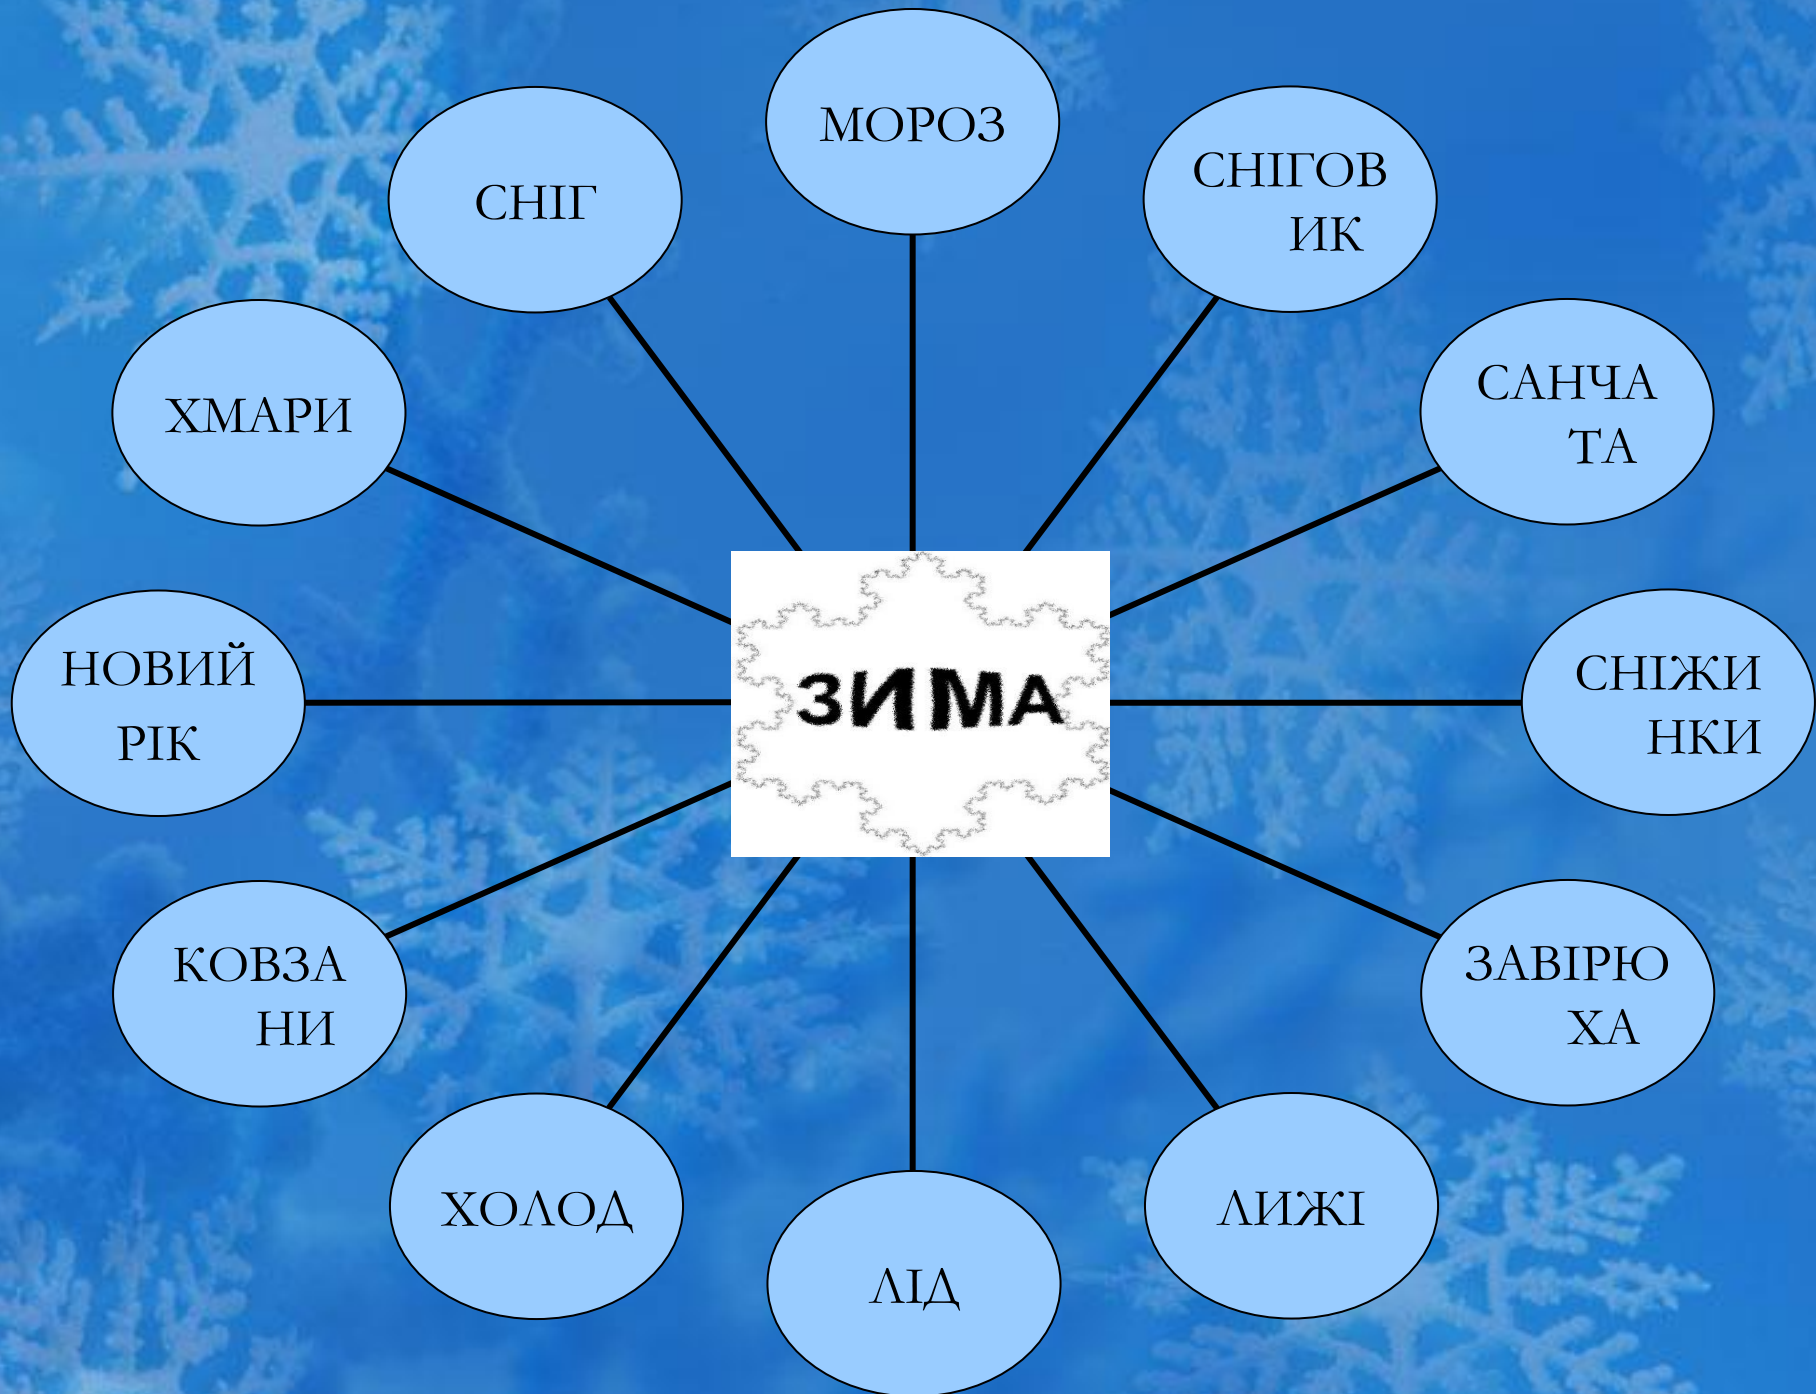 МОРОЗ
СНІГОВ
ИК
САНЧА
ТА
СНІЖИ
НКИ
ЗАВІРЮ
ХА
ЛИЖІ
ЛІД
ХОЛОД
КОВЗА
НИ
НОВИЙ
РІК
ХМАРИ
СНІГ
ЗИМА